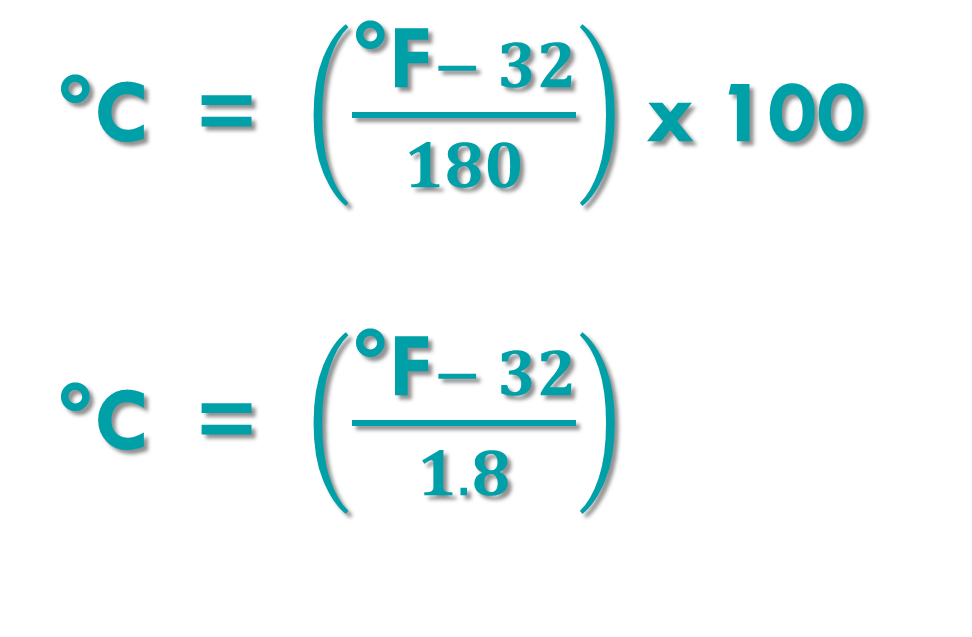 °C = (°F– 32 / 180) x 100
°C = (°F– 32 / 1.8)